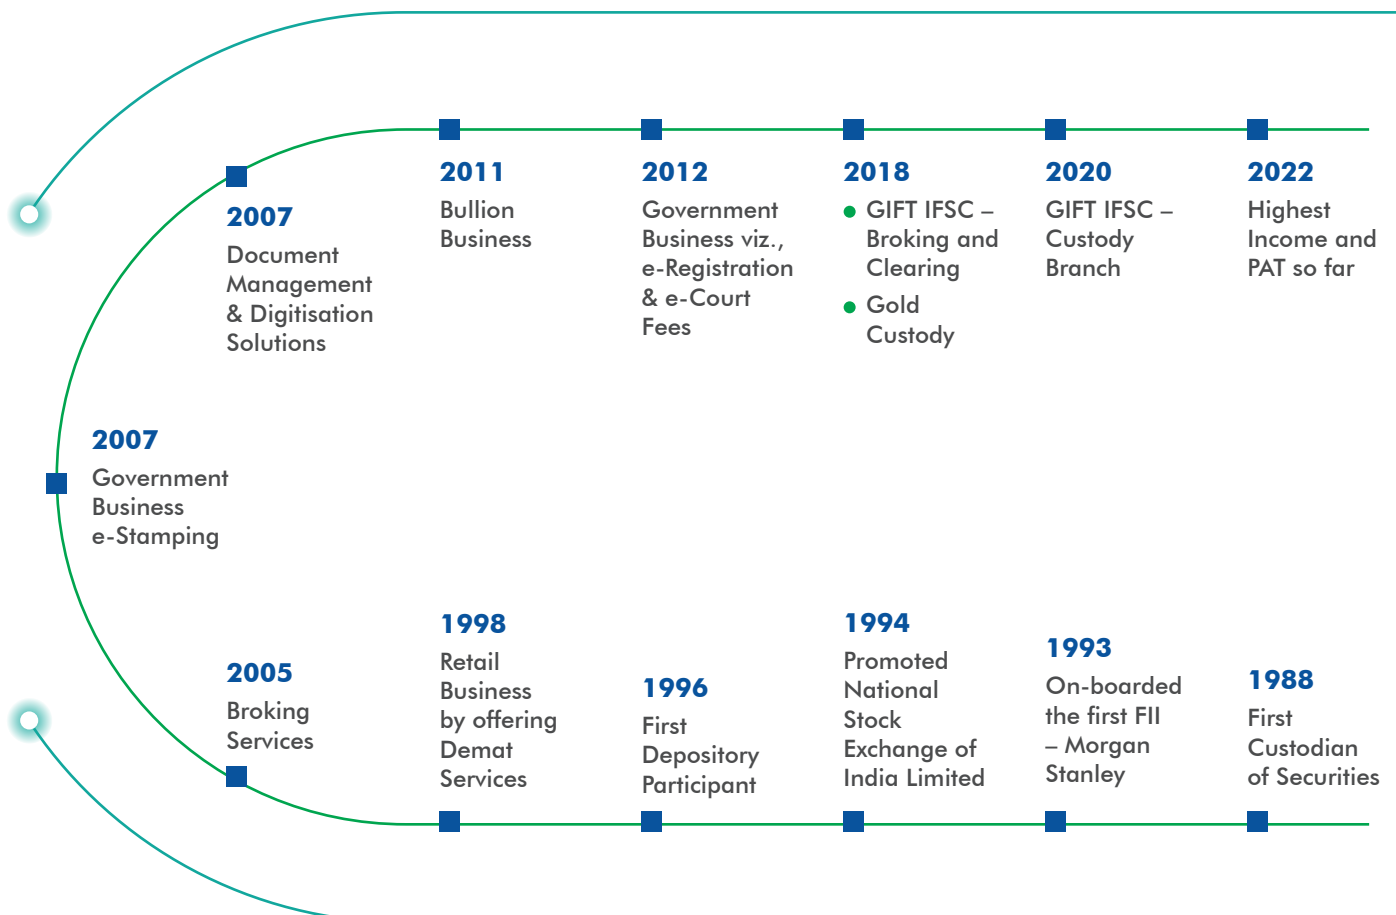 2011
Bullion
Business
2012
Government
Business viz.,
e-Registration
& e-Court
Fees
2018
GIFT IFSC –
Broking and
Clearing
Gold
Custody
2020
GIFT IFSC –
Custody
Branch
2022
Highest
Income and
PAT so far
2007
Document
Management
& Digitisation
Solutions
2007
Government
Business
e-Stamping
2005
Broking
Services
1998
Retail
Business
by offering
Demat
Services
1996
First
Depository
Participant
1994
Promoted
National
Stock
Exchange of
India Limited
1993
On-boarded
the first FII
– Morgan
Stanley
1988
First
Custodian
of Securities